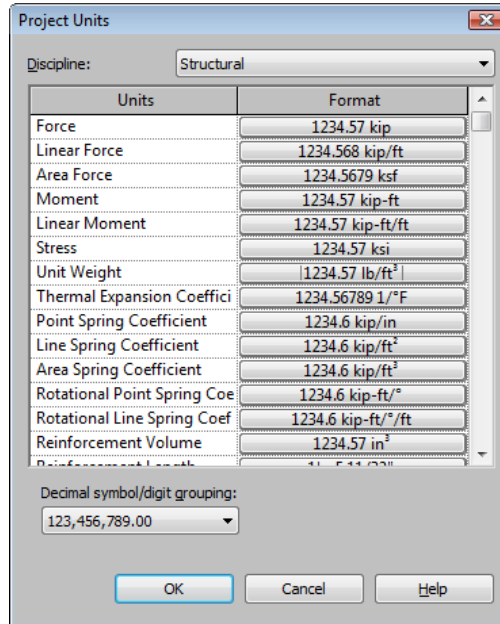 Project Units
Discipline: Structural
Units Format
Force 1234.57 kip
Linear Force 1234.568 kip/ft
Area Force 1234.5679 ksf
Moment 1234.57 kip-ft
Linear Moment 1234.57 kip-ft/ft
Stress 1234.57 ksi
Unit Weight 1234.57 lb/ft³
Thermal Expansion Coeffici 1234.56789 1/°F
Point Spring Coefficient 1234.6 kip/in
Line Spring Coefficient 1234.6 kip/ft²
Area Spring Coefficient 1234.6 kip/ft³
Rotational Point Spring Coe 1234.6 kip-ft/°
Rotational Line Spring Coef 1234.6 kip-ft/°/ft
Reinforcement Volume 1234.57 in³
Reinforcement Length
Decimal symbol/digit grouping:
123,456,789.00
OK Cancel Help